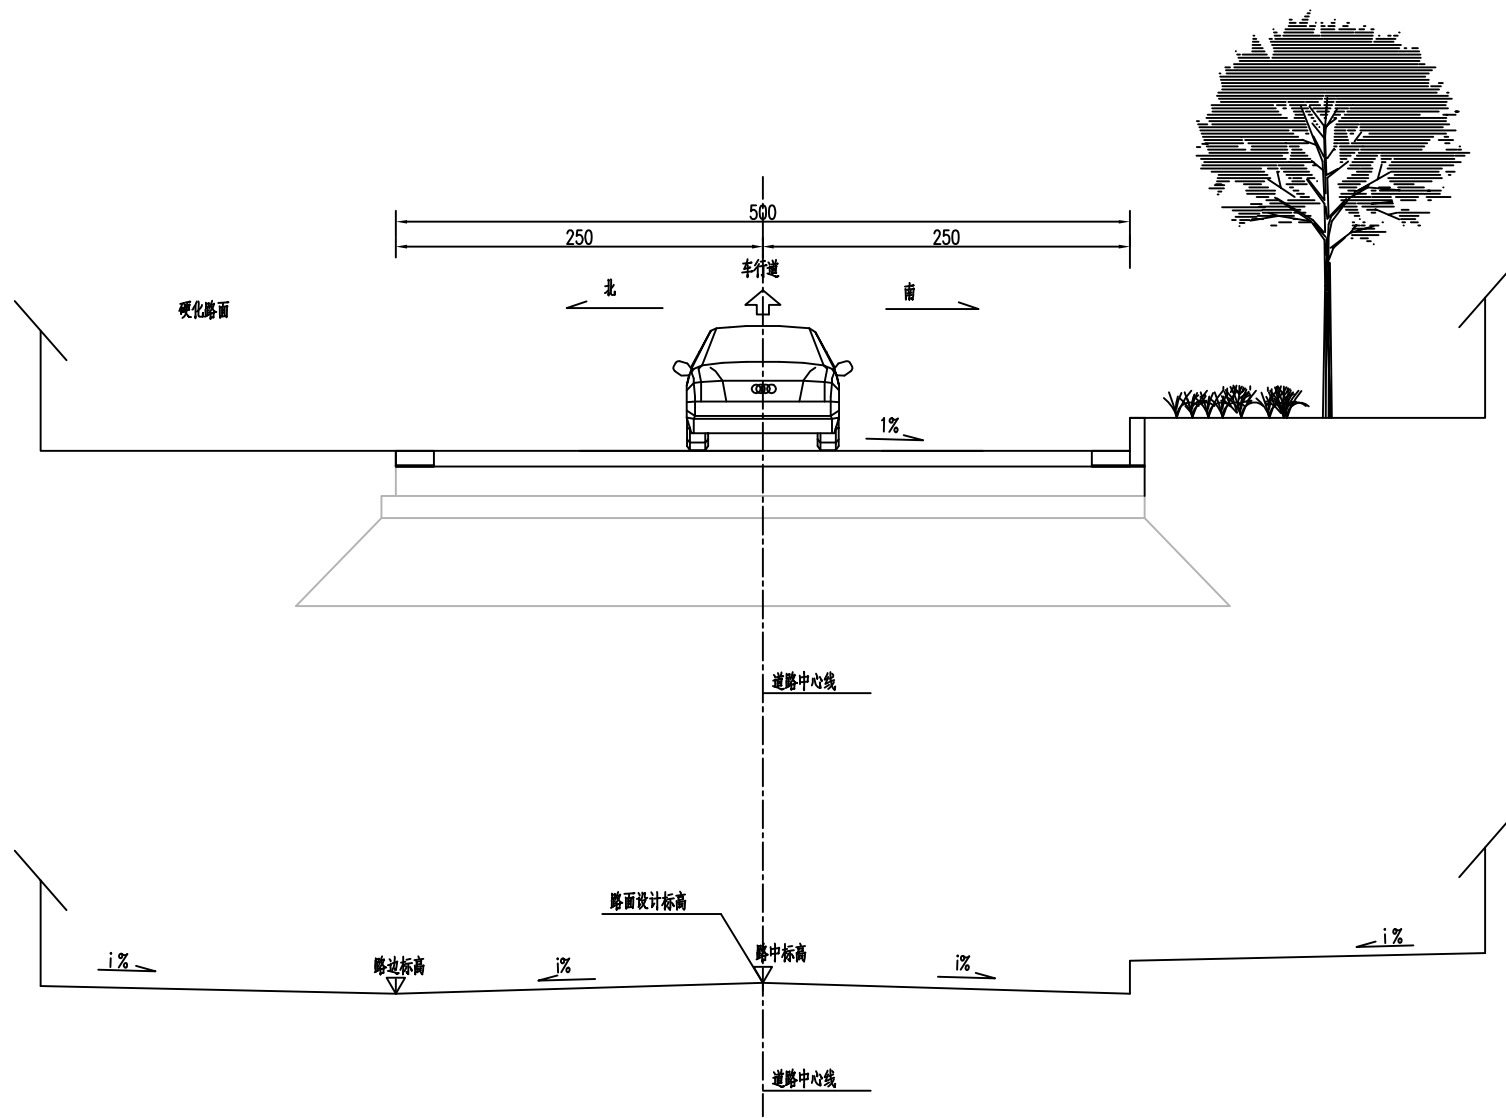 500
250
250
车行道
北
南
硬化路面
1%
道路中心线
路面设计标高
i%
路中标高
i%
路边标高
i%
i%
道路中心线